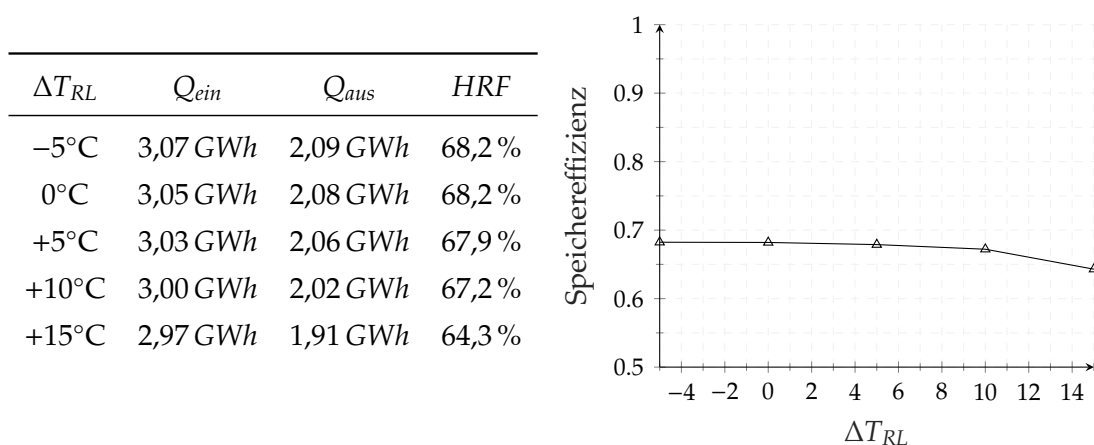 ΔT_RL Q_ein Q_aus HRF
−5°C 3,07 GWh 2,09 GWh 68,2 %
0°C 3,05 GWh 2,08 GWh 68,2 %
+5°C 3,03 GWh 2,06 GWh 67,9 %
+10°C 3,00 GWh 2,02 GWh 67,2 %
+15°C 2,97 GWh 1,91 GWh 64,3 %
Speichereffizienz
1
0.9
0.8
0.7
0.6
0.5
−4 −2 0 2 4 6 8 10 12 14
ΔT_RL